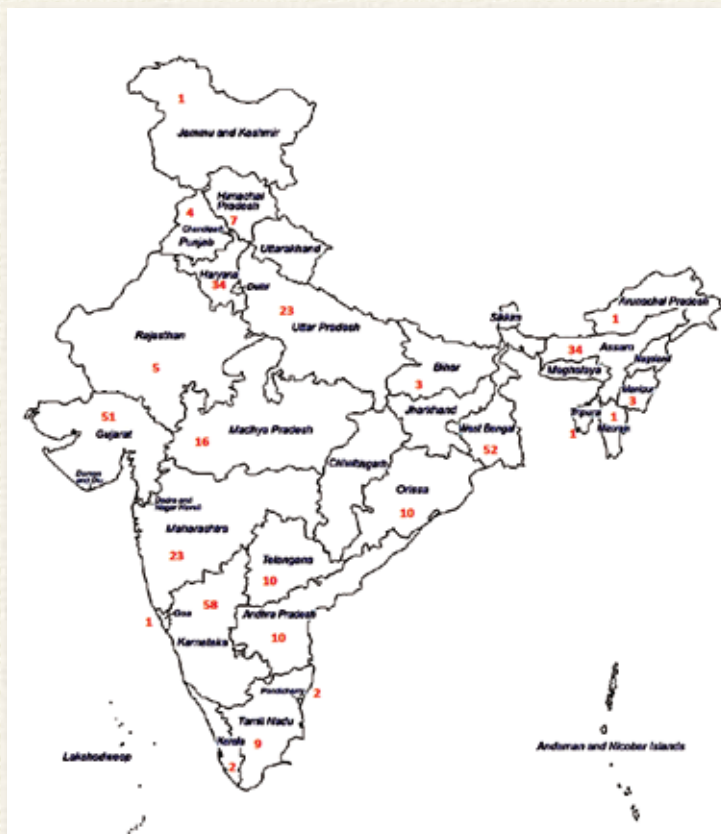 1
Jammu and Kashmir
Himachal
Pradesh
4
7
Chandigarh
Punjab
Uttarakhand
Haryana
34
Delhi
23
Uttar Pradesh
Sikkim
Arunachal Pradesh
1
34
Assam
Nagaland
Meghalaya
Rajasthan
5
Bihar
3
Manipur
3
51
Gujarat
16
Madhya Pradesh
Jharkhand
West Bengal
52
Tripura
1
1
Mizoram
Chhattisgarh
Daman
and Diu
Orissa
10
Dadra and
Nagar Haveli
Maharashtra
23
Telangana
10
58
Goa
1
Andhra Pradesh
10
Karnataka
Pondicherry
2
Tamil Nadu
9
Kerala
2
Lakshadweep
Andaman and Nicobar Islands